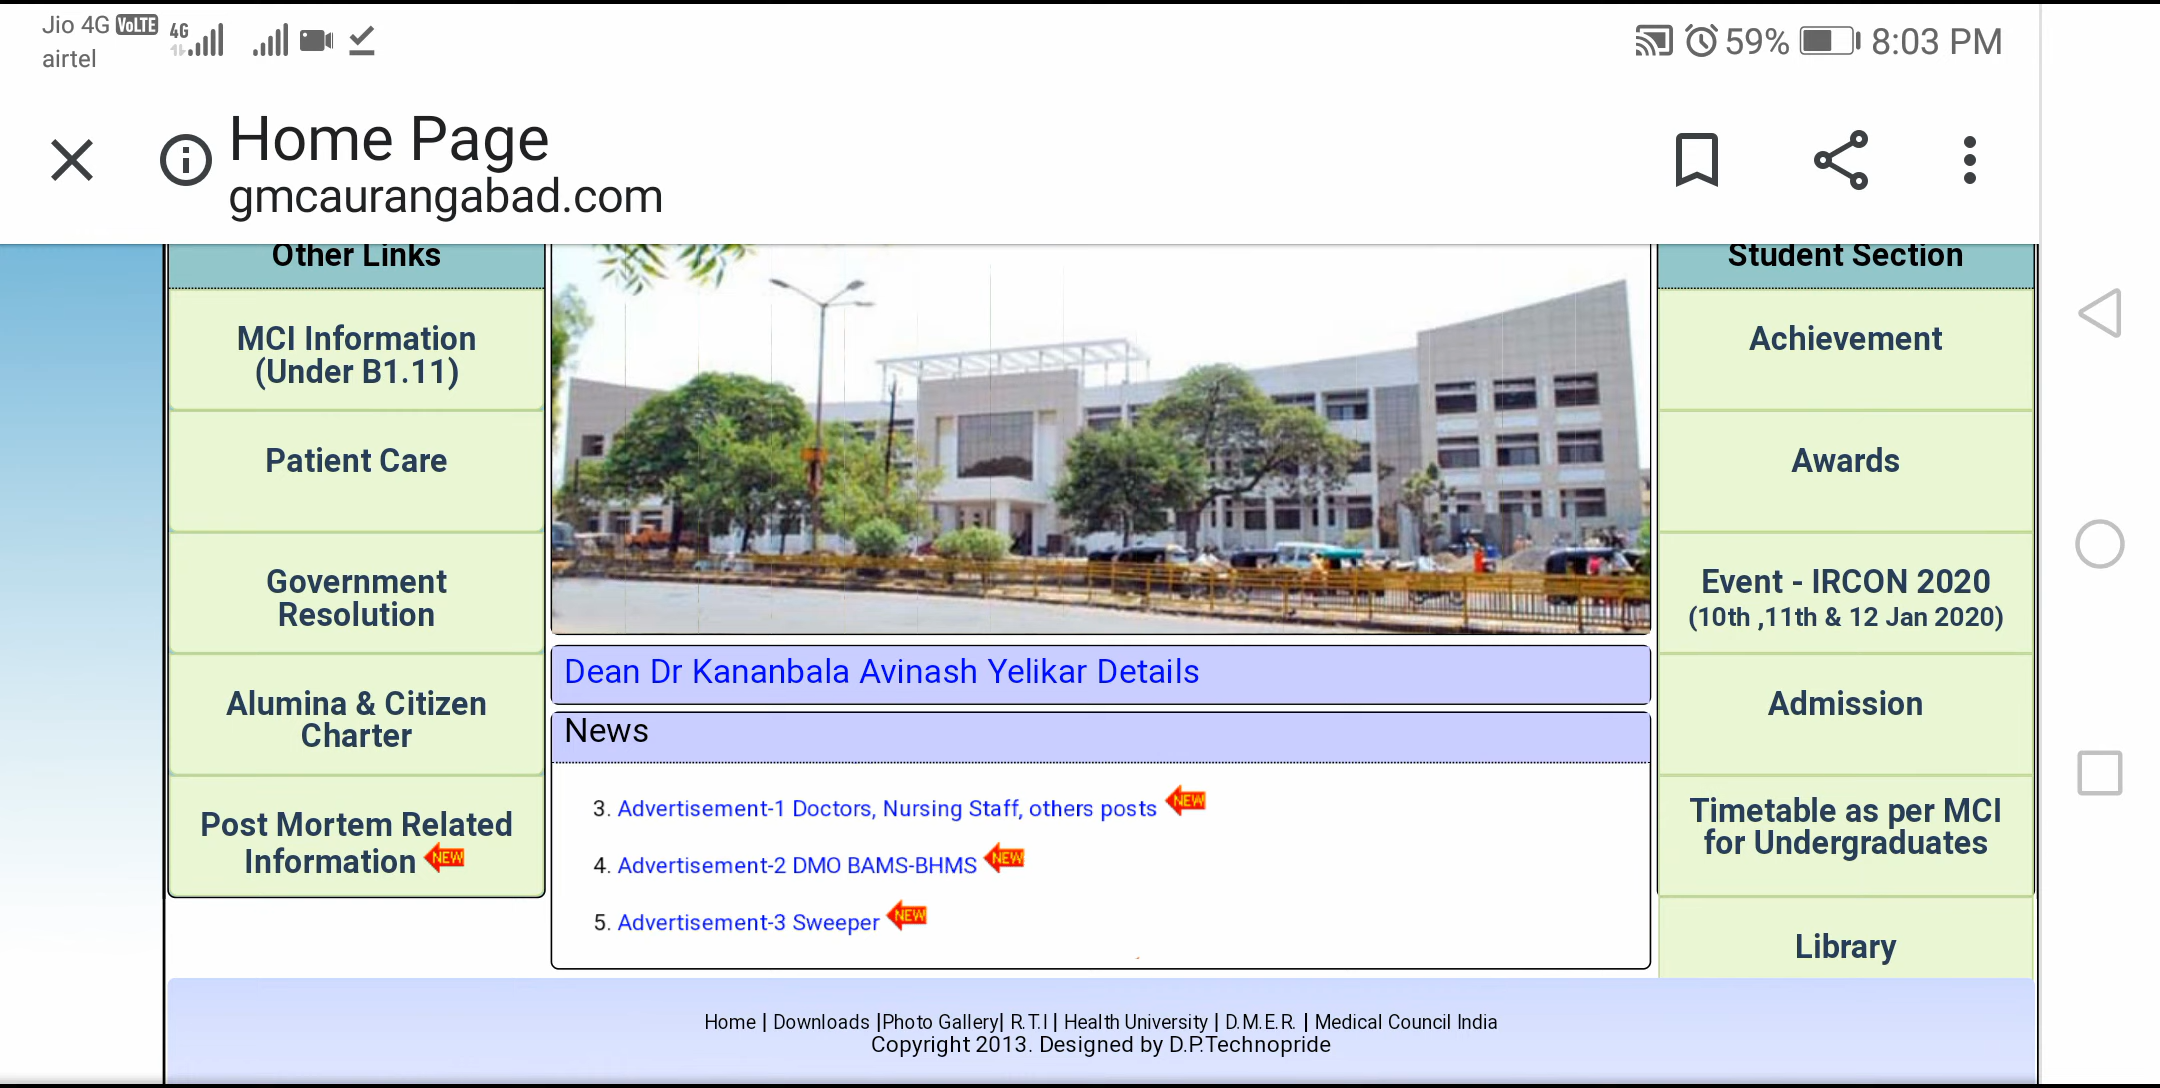 Jio 4G VoLTE
airtel
4G
59%
8:03 PM
Home Page
gmcaurangabad.com
Other Links
MCI Information
(Under B1.11)
Patient Care
Government
Resolution
Alumina & Citizen
Charter
Post Mortem Related
Information NEW
Dean Dr Kananbala Avinash Yelikar Details
News
3. Advertisement-1 Doctors, Nursing Staff, others posts NEW
4. Advertisement-2 DMO BAMS-BHMS NEW
5. Advertisement-3 Sweeper NEW
Student Section
Achievement
Awards
Event - IRCON 2020
(10th ,11th & 12 Jan 2020)
Admission
Timetable as per MCI
for Undergraduates
Library
Home | Downloads |Photo Gallery| R.T.I | Health University | D.M.E.R. | Medical Council India
Copyright 2013. Designed by D.P.Technopride